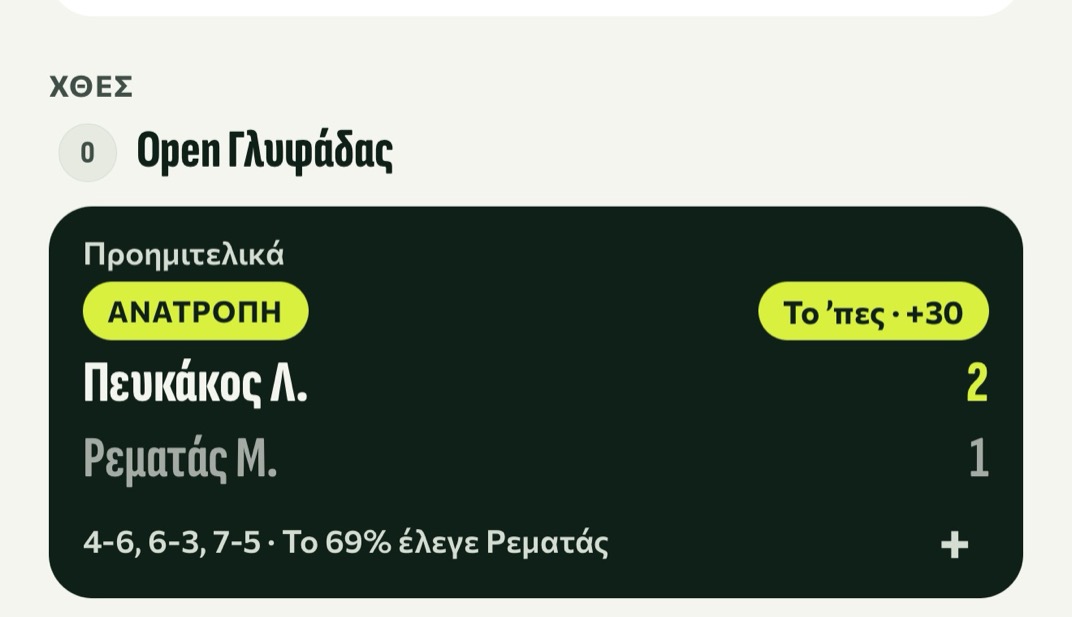 ΧΘΕΣ
0 Open Γλυφάδας
Προημιτελικά
ΑΝΑΤΡΟΠΗ Το ’πες · +30
Πευκάκος Λ. 2
Ρεματάς Μ. 1
4-6, 6-3, 7-5 · Το 69% έλεγε Ρεματάς +